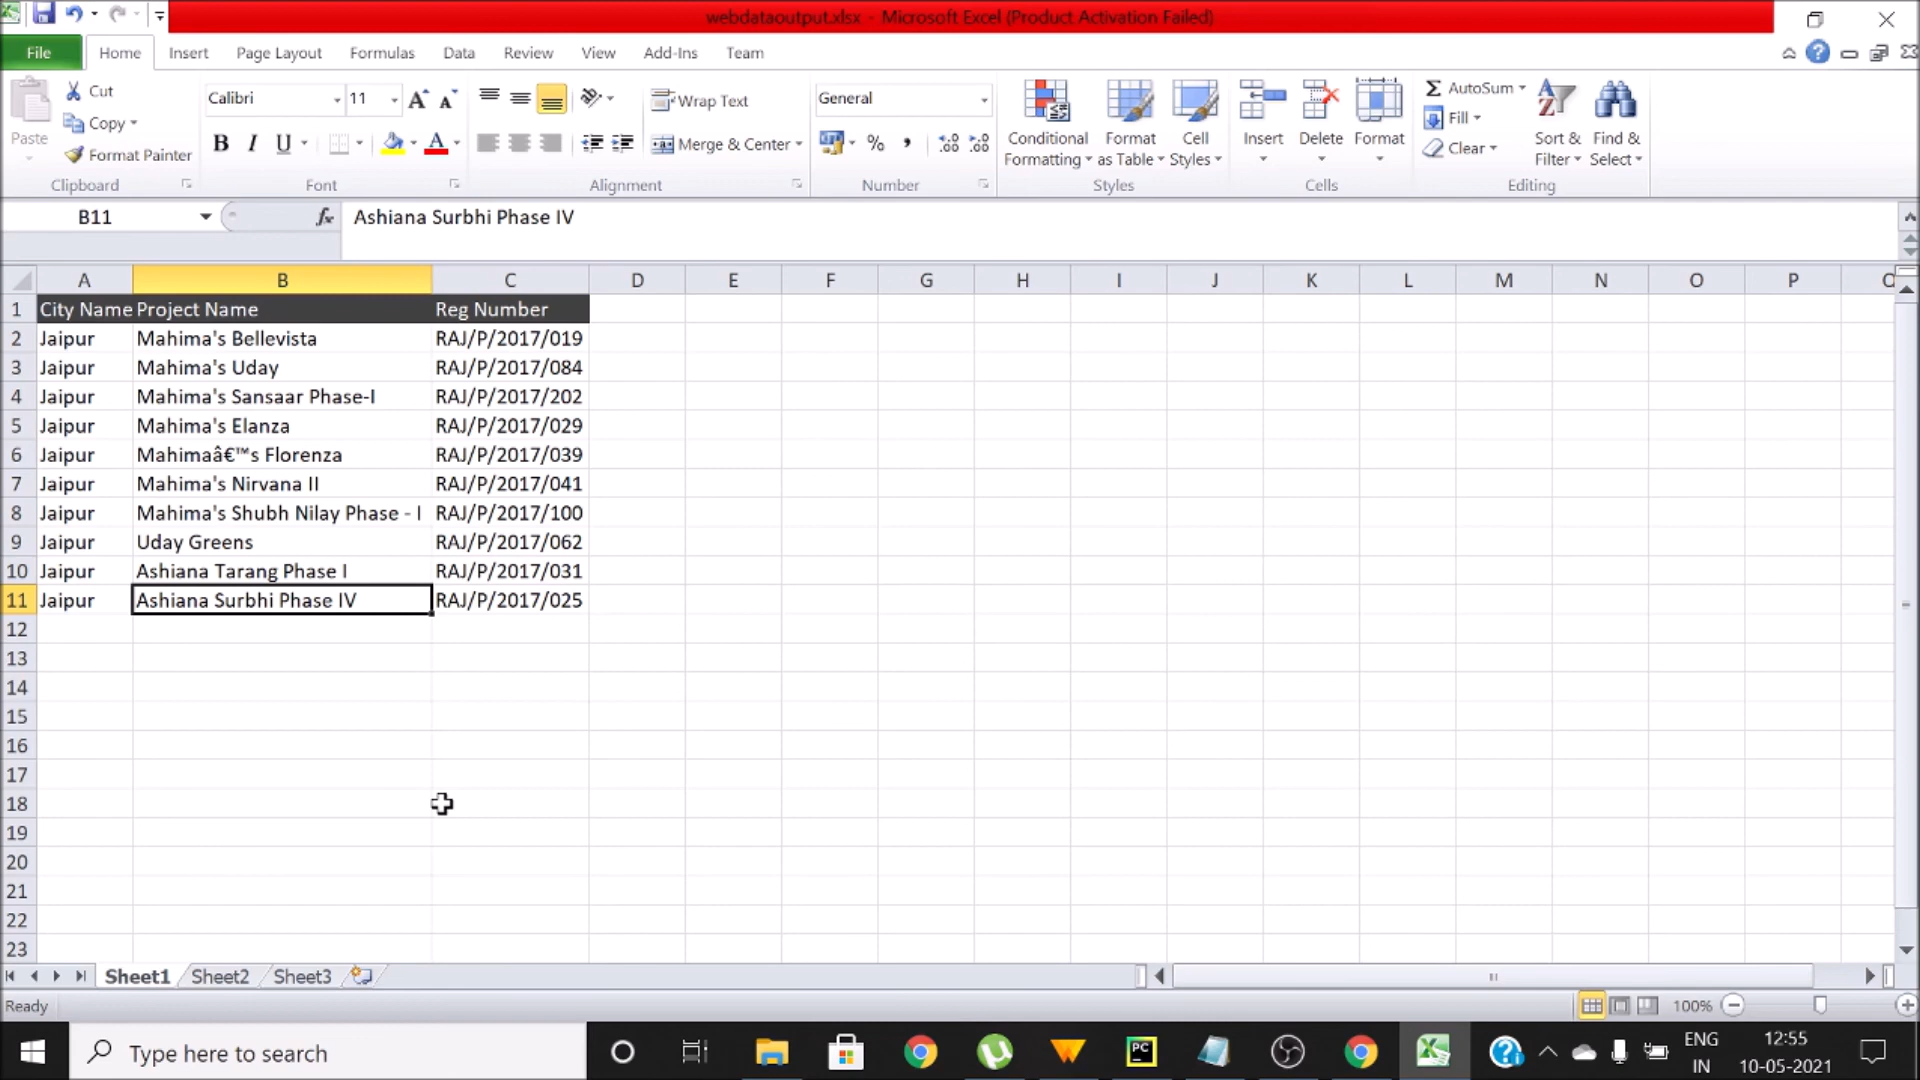 webdataoutput.xlsx - Microsoft Excel (Product Activation Failed)
File Home Insert Page Layout Formulas Data Review View Add-Ins Team
Paste
Cut
Copy
Format Painter
Calibri 11
B I U
Wrap Text
Merge & Center
General
%
Conditional Formatting
Format as Table
Cell Styles
Insert
Delete
Format
AutoSum
Fill
Clear
Sort & Filter
Find & Select
Clipboard Font Alignment Number Styles Cells Editing
B11 fx Ashiana Surbhi Phase IV
A B C D E F G H I J K L M N O P
1 City Name Project Name Reg Number
2 Jaipur Mahima's Bellevista RAJ/P/2017/019
3 Jaipur Mahima's Uday RAJ/P/2017/084
4 Jaipur Mahima's Sansaar Phase-I RAJ/P/2017/202
5 Jaipur Mahima's Elanza RAJ/P/2017/029
6 Jaipur Mahimaâ€™s Florenza RAJ/P/2017/039
7 Jaipur Mahima's Nirvana II RAJ/P/2017/041
8 Jaipur Mahima's Shubh Nilay Phase - I RAJ/P/2017/100
9 Jaipur Uday Greens RAJ/P/2017/062
10 Jaipur Ashiana Tarang Phase I RAJ/P/2017/031
11 Jaipur Ashiana Surbhi Phase IV RAJ/P/2017/025
12
13
14
15
16
17
18
19
20
21
22
23
Sheet1 Sheet2 Sheet3
Ready 100%
Type here to search
PC
ENG
IN
12:55
10-05-2021